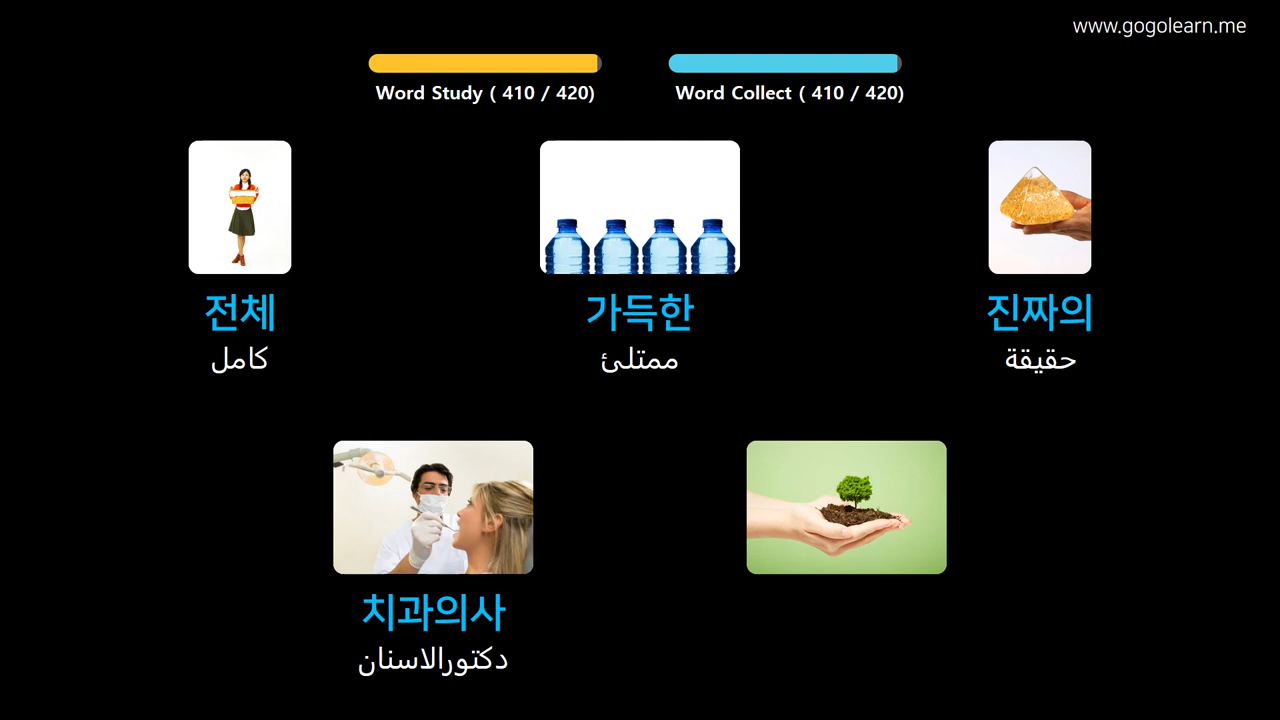 www.gogolearn.me
Word Study ( 410 / 420)
Word Collect ( 410 / 420)
전체
كامل
가득한
ممتلئ
진짜의
حقيقة
치과의사
دكتورالاسنان